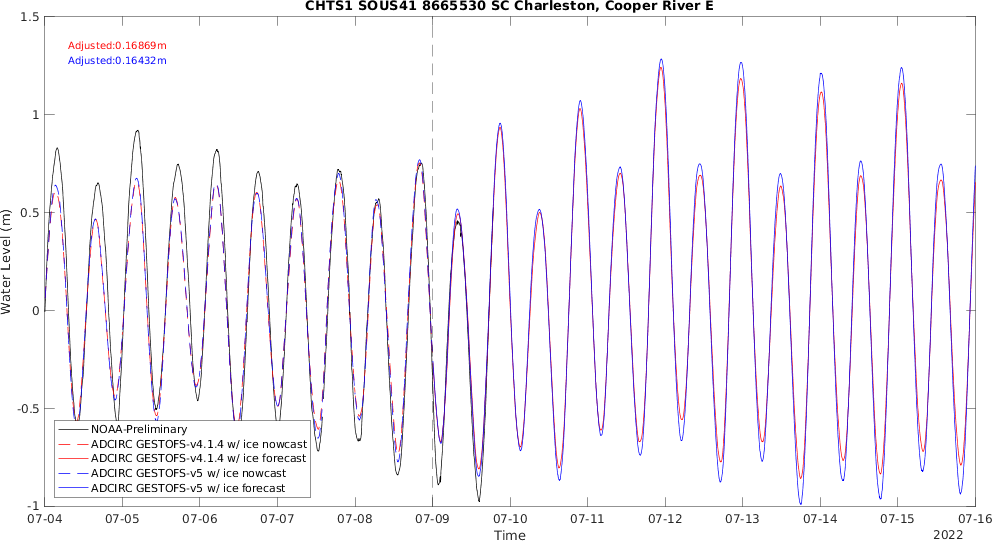 CHTS1 SOUS41 8665530 SC Charleston, Cooper River E
1.5
Adjusted:0.16869m
Adjusted:0.16432m
1
0.5
Water Level (m)
0
-0.5
NOAA-Preliminary
ADCIRC GESTOFS-v4.1.4 w/ ice nowcast
ADCIRC GESTOFS-v4.1.4 w/ ice forecast
ADCIRC GESTOFS-v5 w/ ice nowcast
ADCIRC GESTOFS-v5 w/ ice forecast
-1
07-04 07-05 07-06 07-07 07-08 07-09 07-10 07-11 07-12 07-13 07-14 07-15 07-16
Time
2022